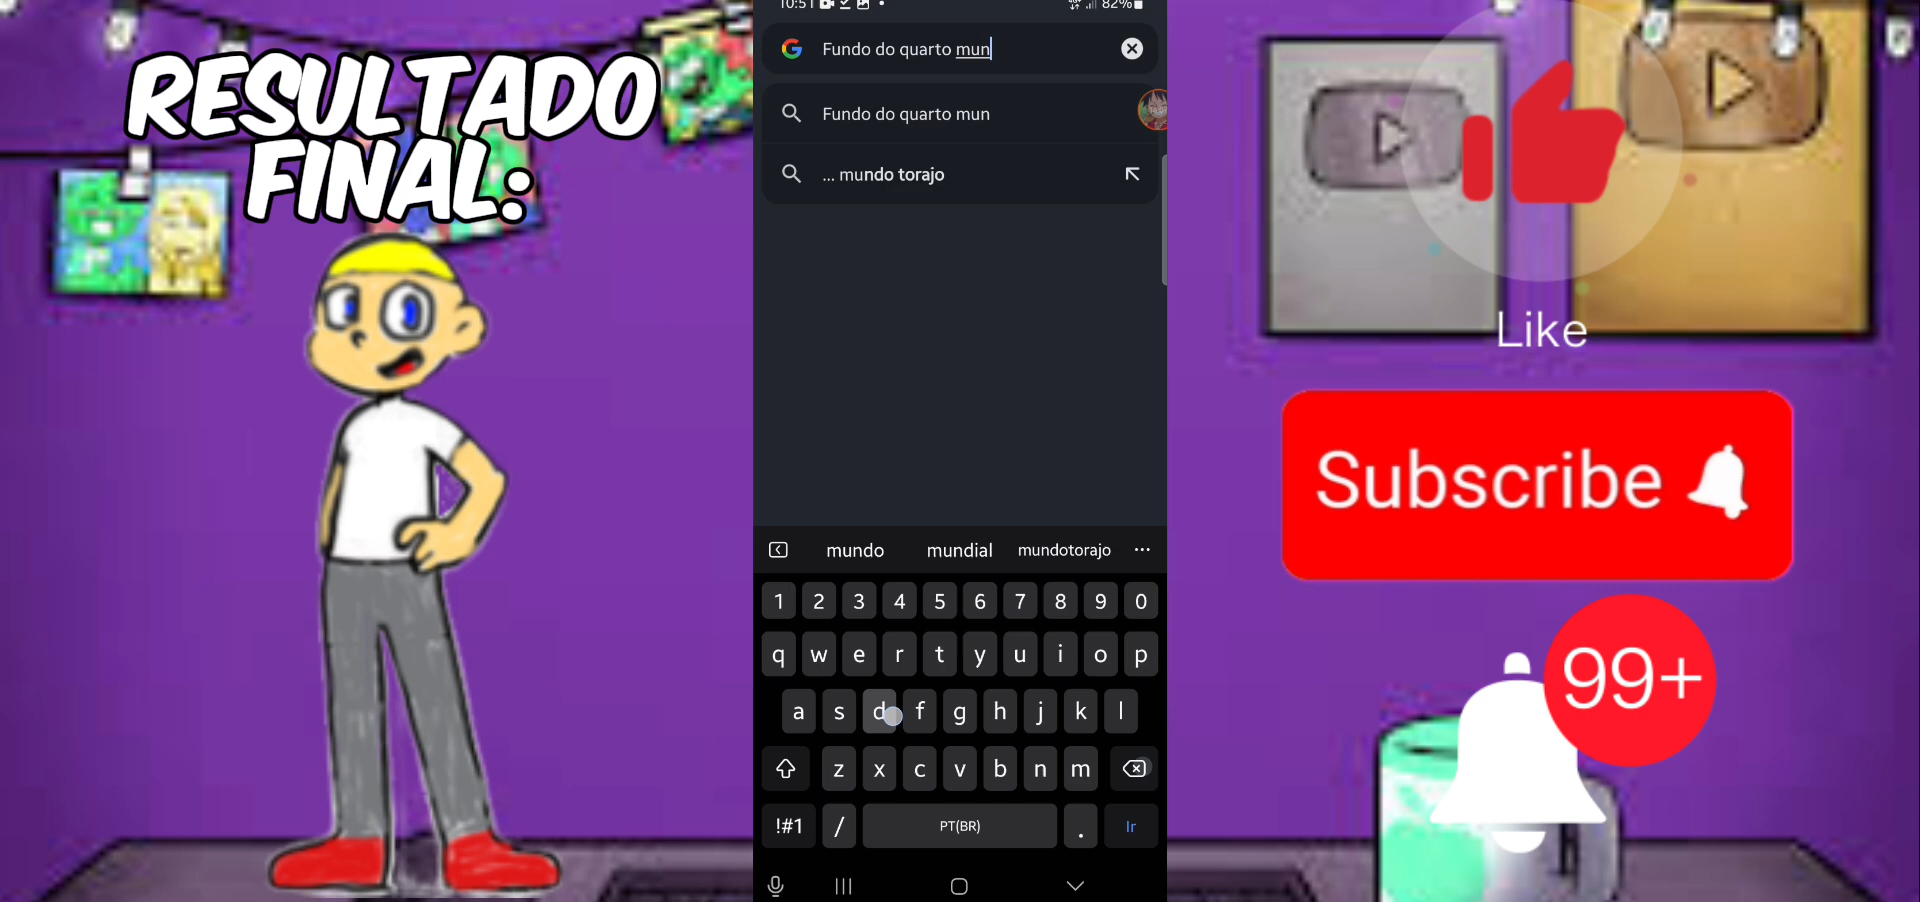 RESULTADO
FINAL:
10:51
82%
Fundo do quarto mun
Fundo do quarto mun
... mundo torajo
mundo mundial mundotorajo ...
1 2 3 4 5 6 7 8 9 0
q w e r t y u i o p
a s d f g h j k l
z x c v b n m
!#1 / PT(BR) . Ir
Like
Subscribe
99+